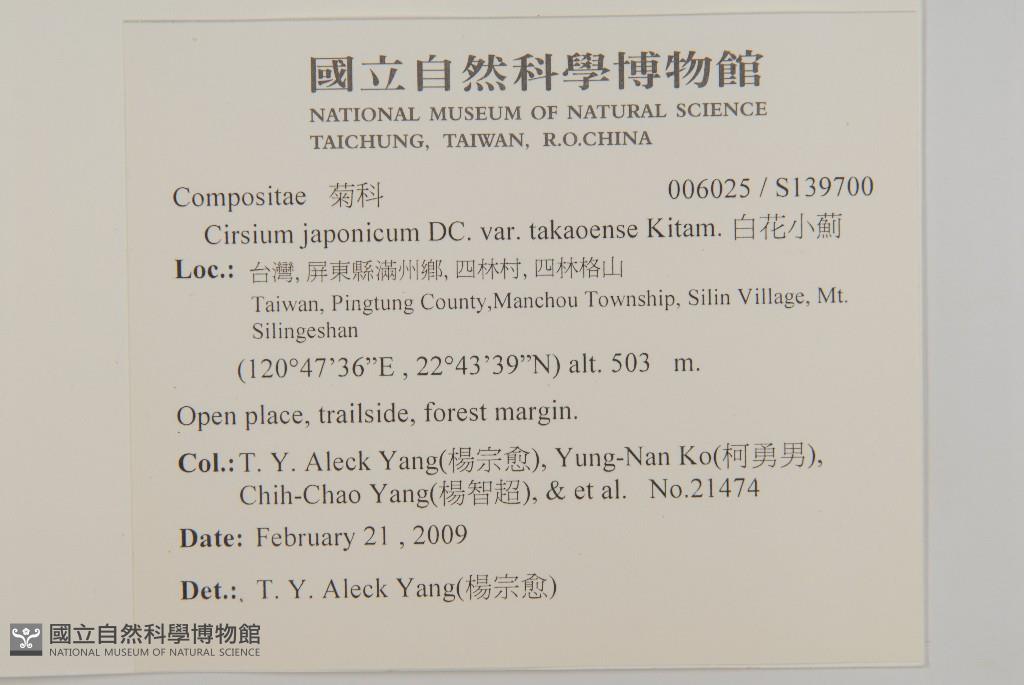 國立自然科學博物館
NATIONAL MUSEUM OF NATURAL SCIENCE
TAICHUNG, TAIWAN, R.O.CHINA
Compositae 菊科 006025 / S139700
Cirsium japonicum DC. var. takaoense Kitam. 白花小薊
Loc.: 台灣, 屏東縣滿州鄉, 四林村, 四林格山
Taiwan, Pingtung County,Manchou Township, Silin Village, Mt.
Silingeshan
(120°47’36”E , 22°43’39”N) alt. 503 m.
Open place, trailside, forest margin.
Col.: T. Y. Aleck Yang(楊宗愈), Yung-Nan Ko(柯勇男),
Chih-Chao Yang(楊智超), & et al. No.21474
Date: February 21 , 2009
Det.:. T. Y. Aleck Yang(楊宗愈)
國立自然科學博物館
NATIONAL MUSEUM OF NATURAL SCIENCE